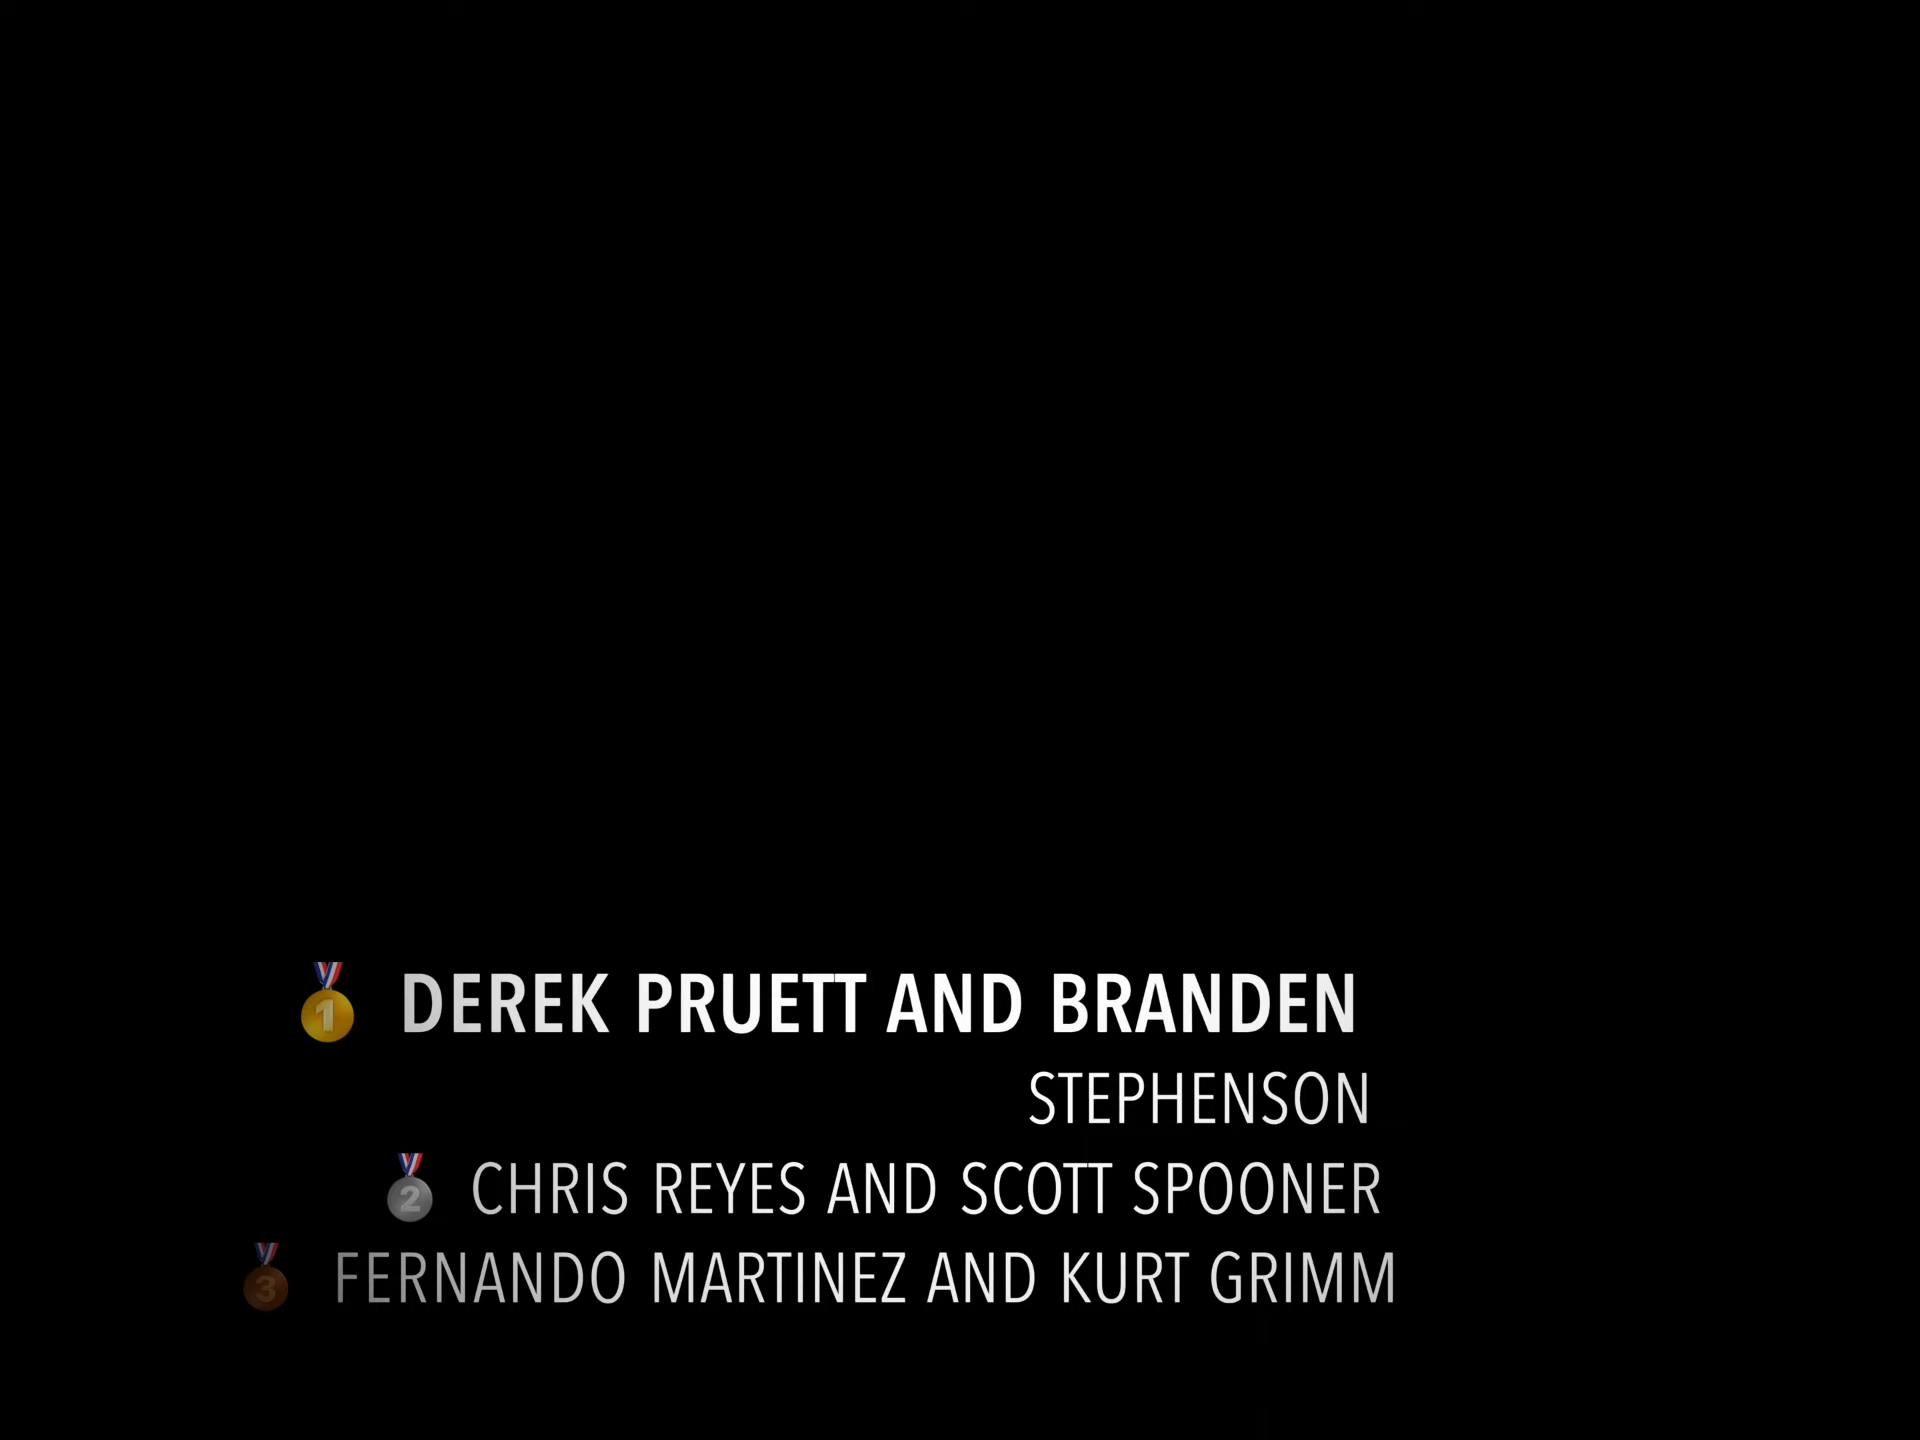 🥇 DEREK PRUETT AND BRANDEN
STEPHENSON
🥈 CHRIS REYES AND SCOTT SPOONER
🥉 FERNANDO MARTINEZ AND KURT GRIMM